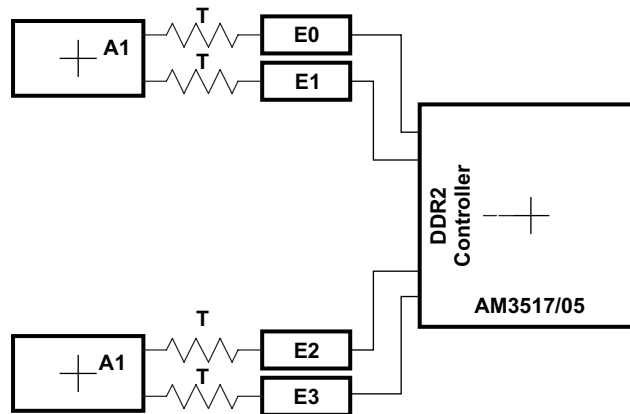 T
A1
E0
T
E1
DDR2
Controller
AM3517/05
T
A1
E2
T
E3